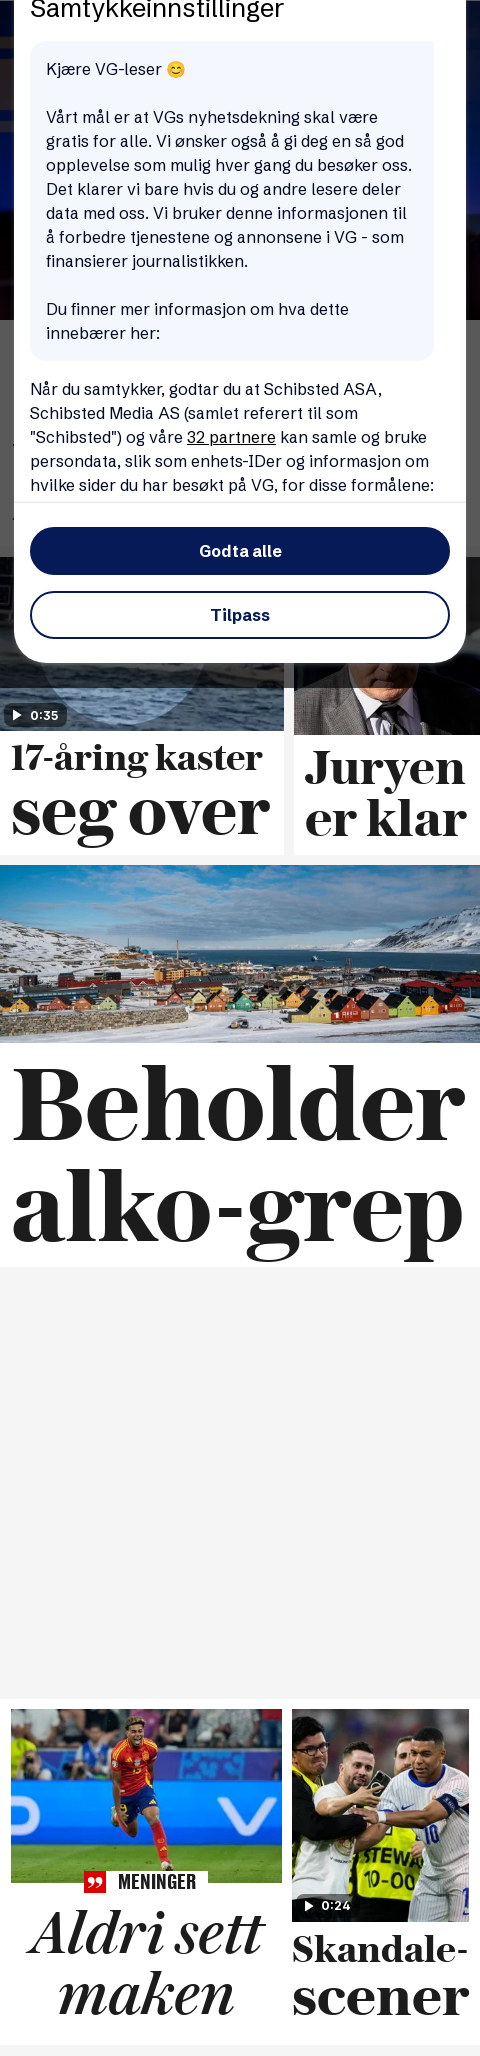 Samtykkeinnstillinger
Kjære VG-leser 😊
Vårt mål er at VGs nyhetsdekning skal være
gratis for alle. Vi ønsker også å gi deg en så god
opplevelse som mulig hver gang du besøker oss.
Det klarer vi bare hvis du og andre lesere deler
data med oss. Vi bruker denne informasjonen til
å forbedre tjenestene og annonsene i VG - som
finansierer journalistikken.
Du finner mer informasjon om hva dette
innebærer her:
Når du samtykker, godtar du at Schibsted ASA,
Schibsted Media AS (samlet referert til som
"Schibsted") og våre 32 partnere kan samle og bruke
persondata, slik som enhets-IDer og informasjon om
hvilke sider du har besøkt på VG, for disse formålene:
Godta alle
Tilpass
0:35
17-åring kaster
seg over
Juryen
er klar
Beholder
alko-grep
MENINGER
Aldri sett
maken
10
STEWA
10-00
0:24
Skandale-
scener